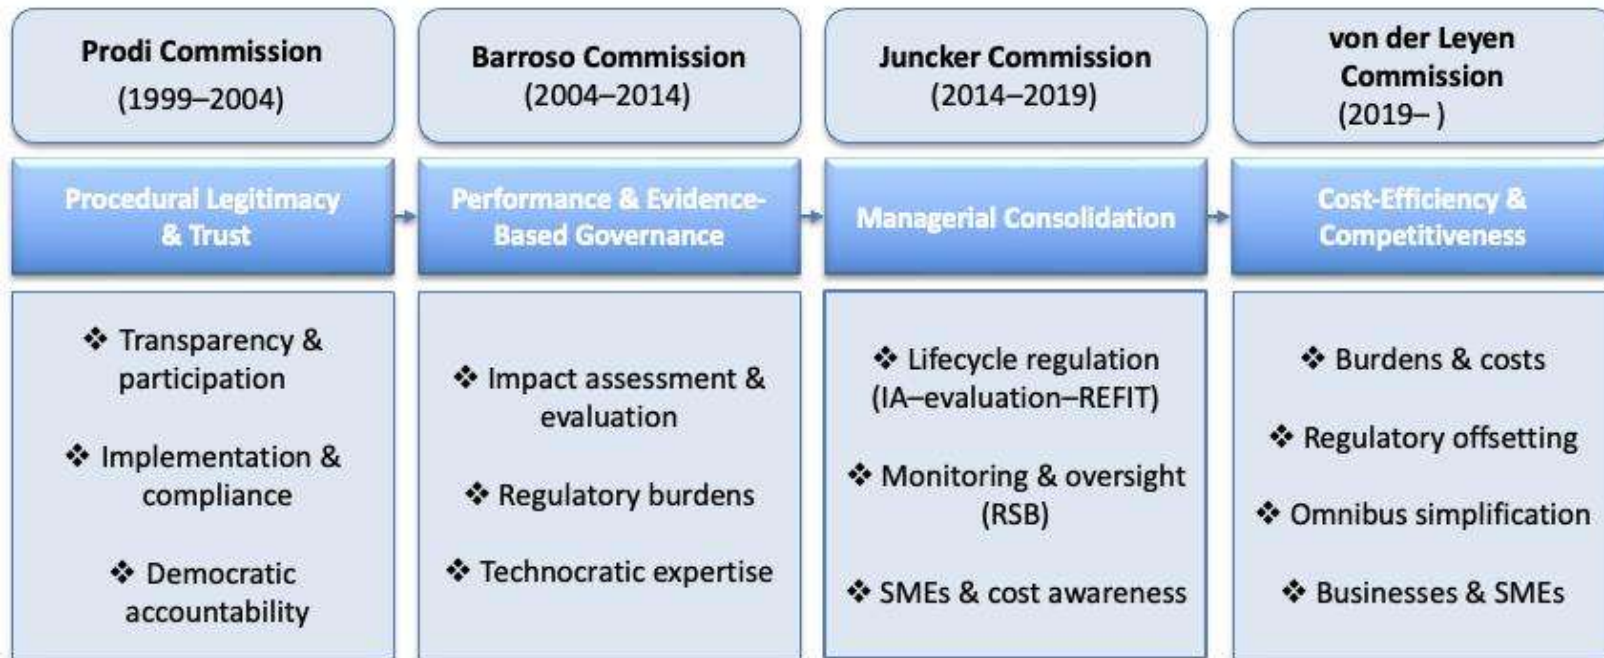 Prodi Commission
(1999–2004)
Barroso Commission
(2004–2014)
Juncker Commission
(2014–2019)
von der Leyen
Commission
(2019– )
Procedural Legitimacy
& Trust
Performance & Evidence-
Based Governance
Managerial Consolidation
Cost-Efficiency &
Competitiveness
❖ Transparency &
participation
❖ Implementation &
compliance
❖ Democratic
accountability
❖ Impact assessment &
evaluation
❖ Regulatory burdens
❖ Technocratic expertise
❖ Lifecycle regulation
(IA–evaluation–REFIT)
❖ Monitoring & oversight
(RSB)
❖ SMEs & cost awareness
❖ Burdens & costs
❖ Regulatory offsetting
❖ Omnibus simplification
❖ Businesses & SMEs